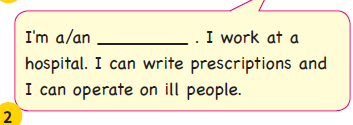 I'm a/an __________ . I work at a
hospital. I can write prescriptions and
I can operate on ill people.
2